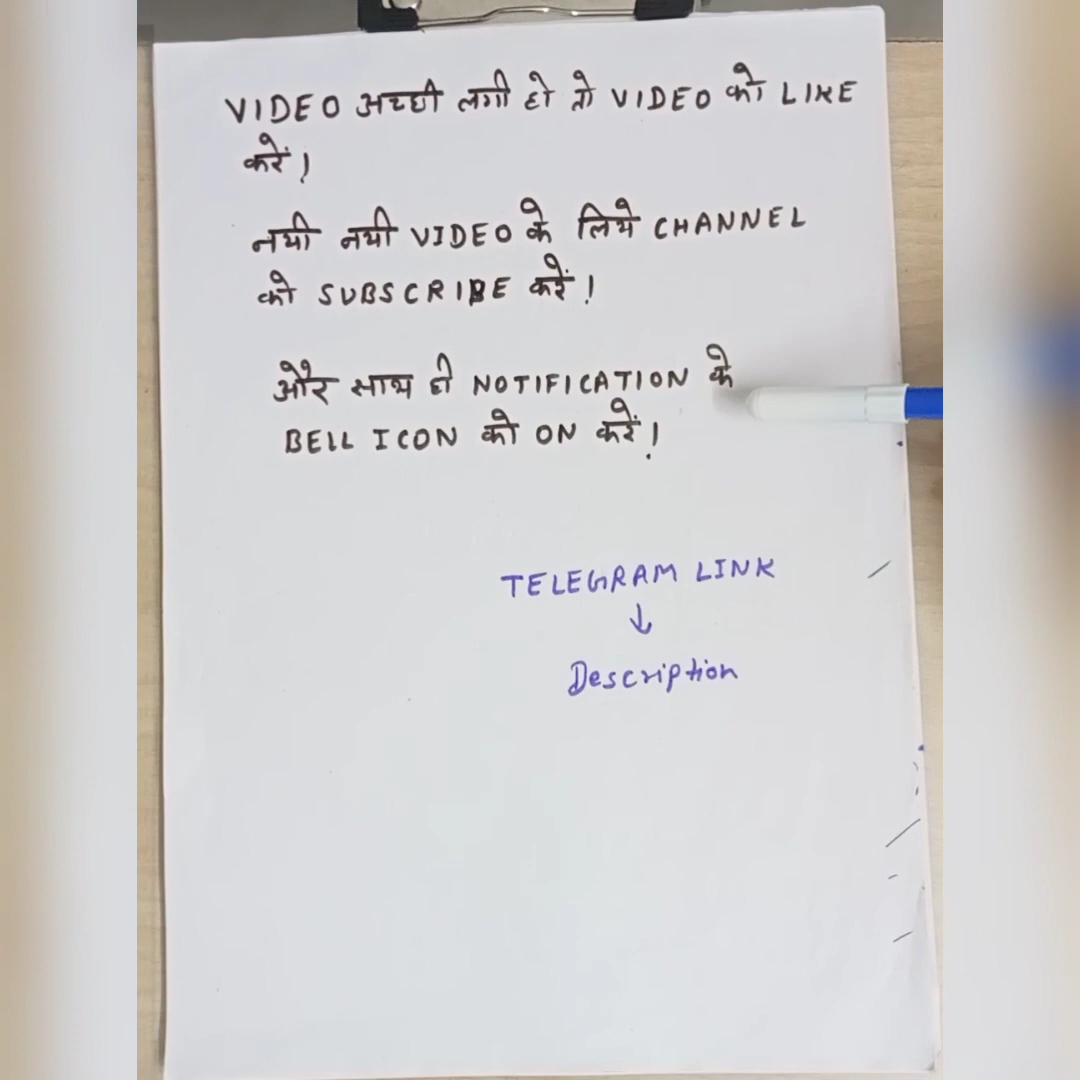 VIDEO अच्छी लगी हो तो VIDEO को LIKE
करें!
नयी नयी VIDEO के लिये CHANNEL
को SUBSCRIBE करें!
और साथ ही NOTIFICATION के
BELL ICON को ON करें!
TELEGRAM LINK
↓
Description